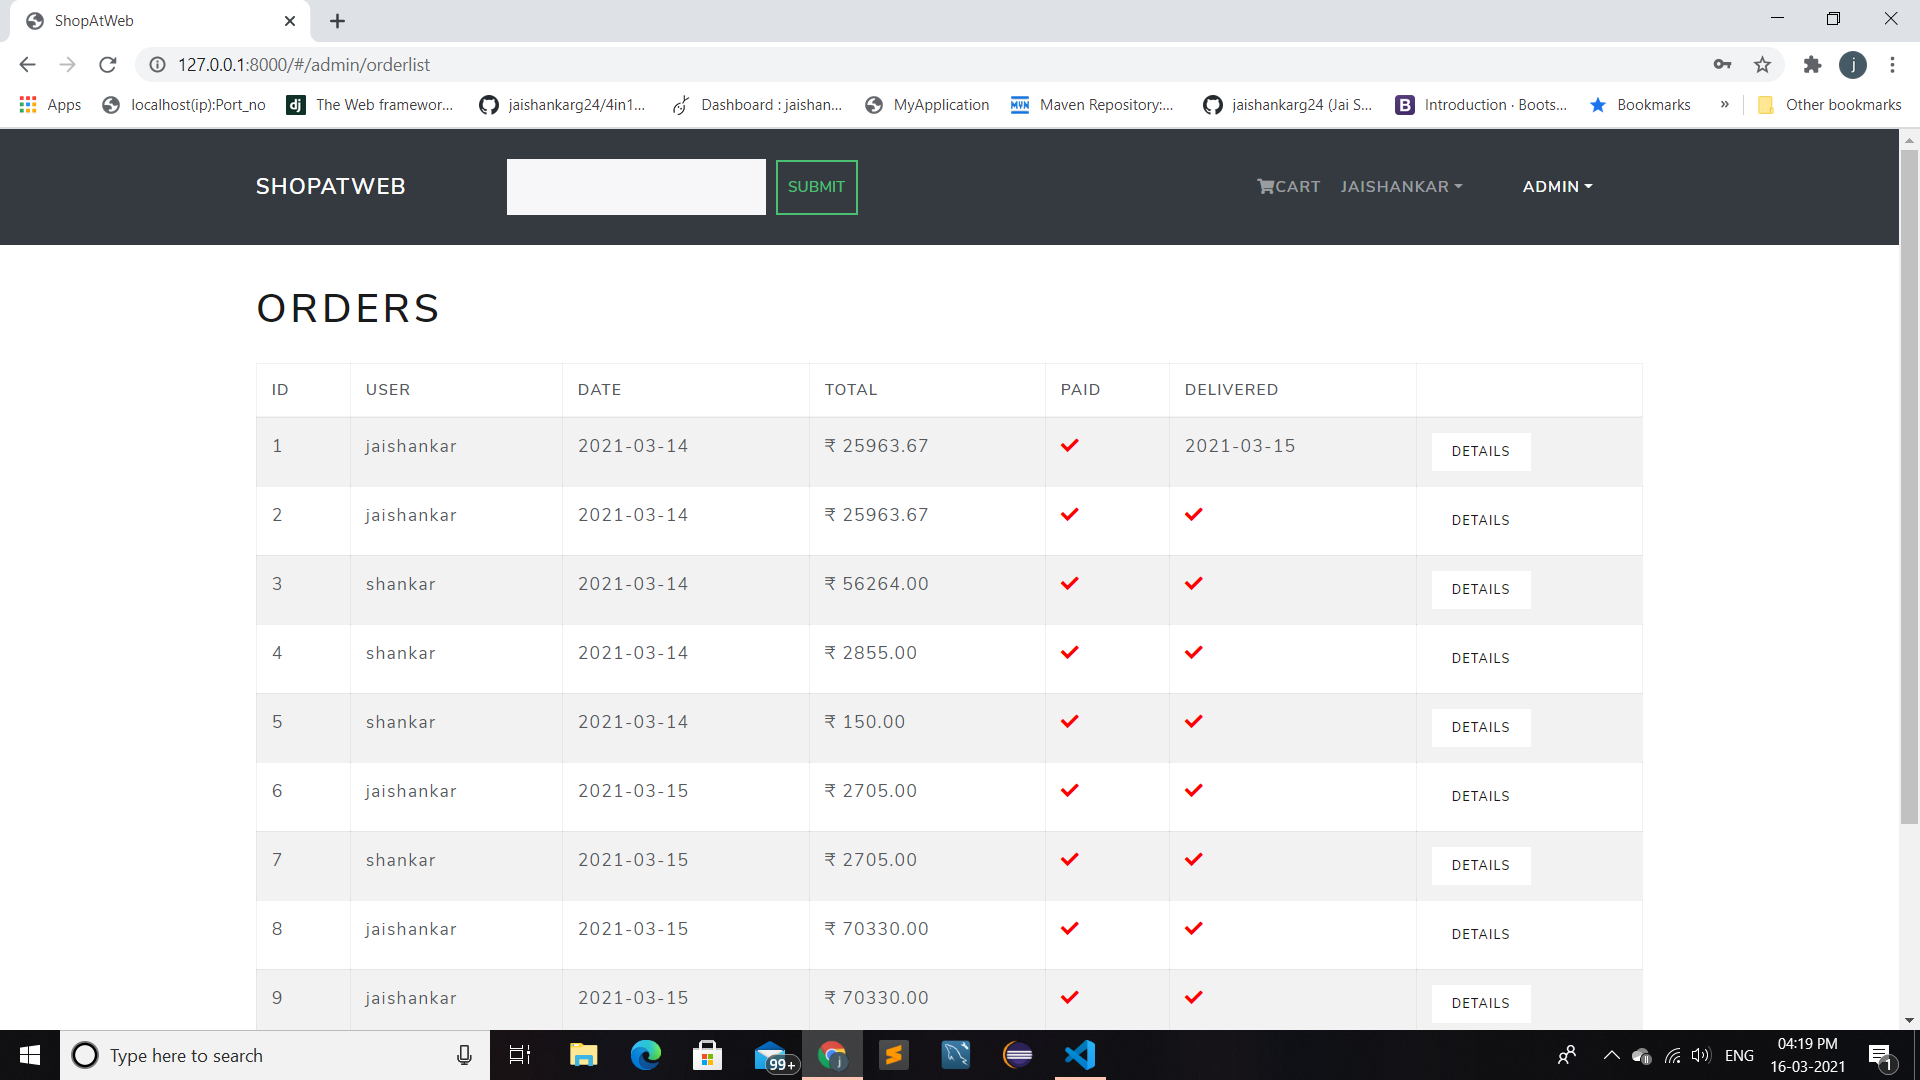 ShopAtWeb
127.0.0.1:8000/#/admin/orderlist
j
Apps localhost(ip):Port_no dj The Web framewor... jaishankarg24/4in1... Dashboard : jaishan... MyApplication MVN Maven Repository:... jaishankarg24 (Jai S... B Introduction · Boots... Bookmarks » Other bookmarks
SHOPATWEB SUBMIT CART JAISHANKAR ADMIN
ORDERS
ID USER DATE TOTAL PAID DELIVERED
1 jaishankar 2021-03-14 ₹ 25963.67 2021-03-15 DETAILS
2 jaishankar 2021-03-14 ₹ 25963.67 DETAILS
3 shankar 2021-03-14 ₹ 56264.00 DETAILS
4 shankar 2021-03-14 ₹ 2855.00 DETAILS
5 shankar 2021-03-14 ₹ 150.00 DETAILS
6 jaishankar 2021-03-15 ₹ 2705.00 DETAILS
7 shankar 2021-03-15 ₹ 2705.00 DETAILS
8 jaishankar 2021-03-15 ₹ 70330.00 DETAILS
9 jaishankar 2021-03-15 ₹ 70330.00 DETAILS
Type here to search 99+ j ENG 04:19 PM
16-03-2021 1